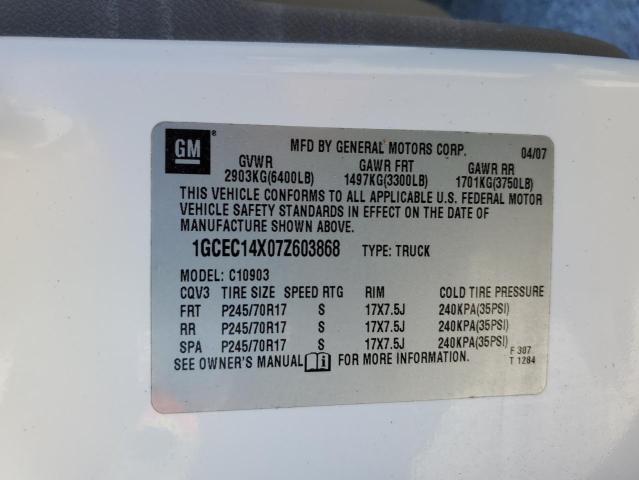 GM MFD BY GENERAL MOTORS CORP. 04/07
GVWR GAWR FRT GAWR RR
2903KG(6400LB) 1497KG(3300LB) 1701KG(3750LB)
THIS VEHICLE CONFORMS TO ALL APPLICABLE U.S. FEDERAL MOTOR
VEHICLE SAFETY STANDARDS IN EFFECT ON THE DATE OF
MANUFACTURE SHOWN ABOVE.
1GCEC14X07Z603868 TYPE: TRUCK
MODEL: C10903
CQV3 TIRE SIZE SPEED RTG RIM COLD TIRE PRESSURE
FRT P245/70R17 S 17X7.5J 240KPA(35PSI)
RR P245/70R17 S 17X7.5J 240KPA(35PSI)
SPA P245/70R17 S 17X7.5J 240KPA(35PSI)
SEE OWNER'S MANUAL FOR MORE INFORMATION. F 307
T 1284